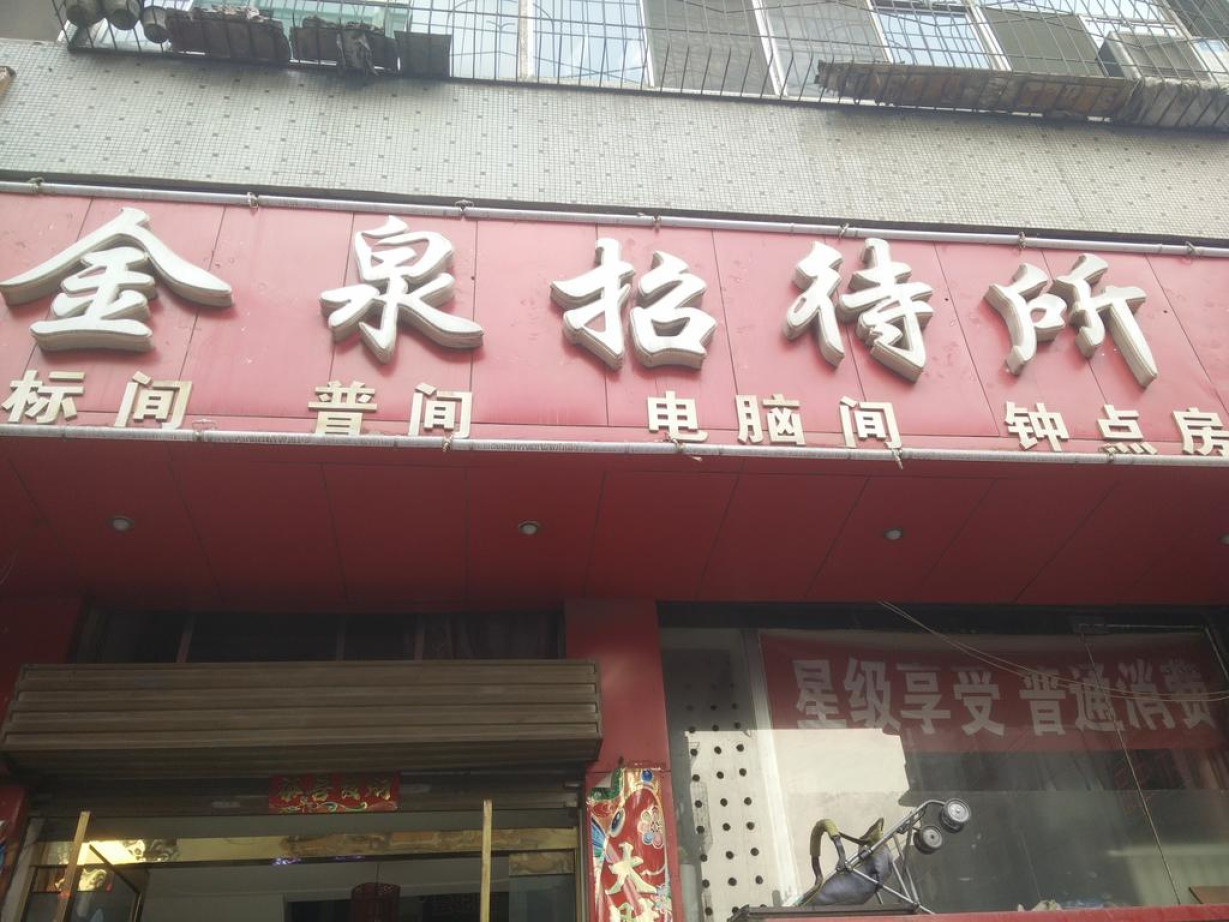 金泉招待所
标间 普间 电脑间 钟点房
星级享受 普通消费
大